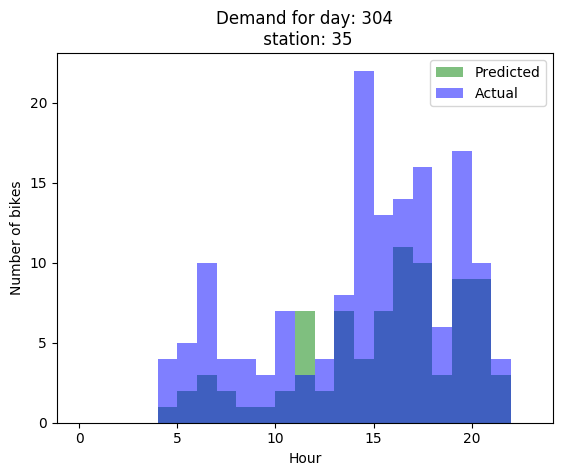 Demand for day: 304
station: 35
Predicted
Actual
Number of bikes
20
15
10
5
0
0
5
10
15
20
Hour